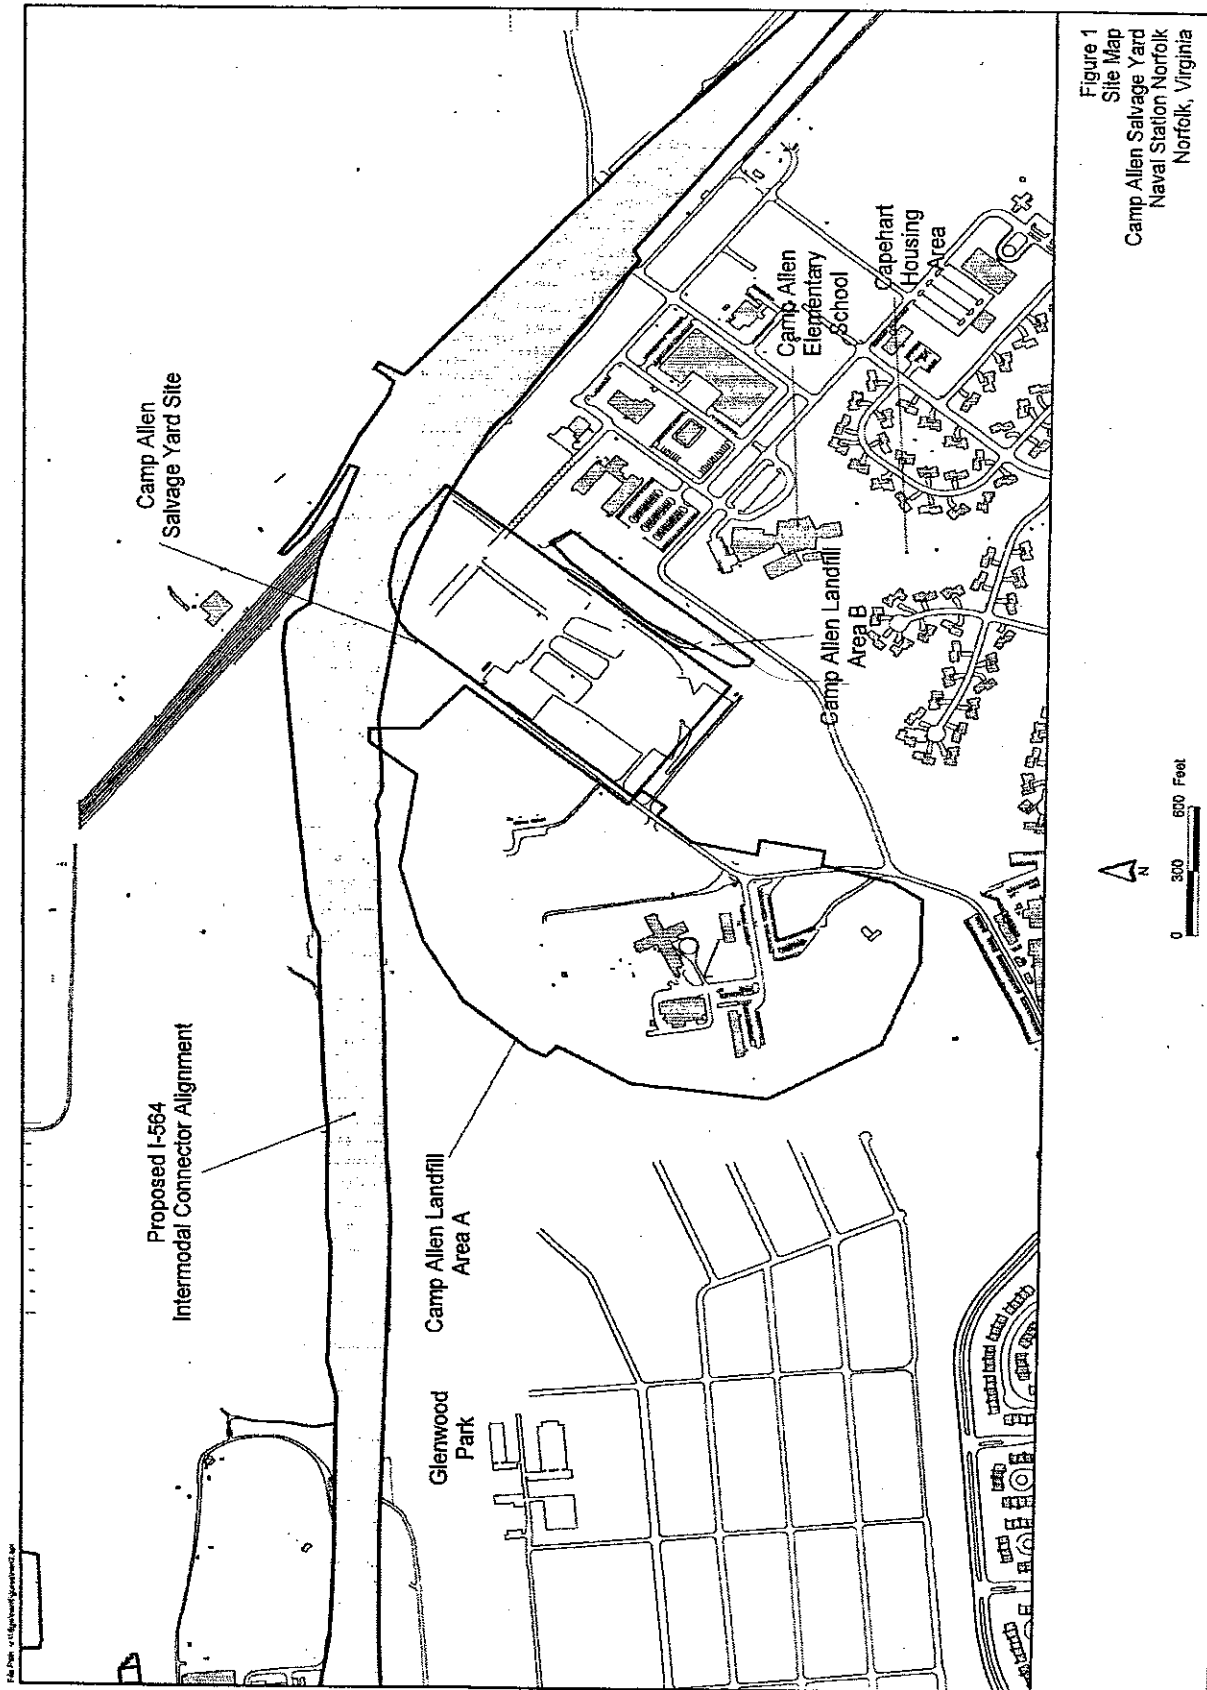 Proposed I-564
Intermodal Connector Alignment
Camp Allen
Salvage Yard Site
Glenwood
Park
Camp Allen Landfill
Area A
Camp Allen Landfill
Area B
Camp Allen
Elementary
School
Capehart
Housing
Area
N
0 300 600 Feet
Figure 1
Site Map
Camp Allen Salvage Yard
Naval Station Norfolk
Norfolk, Virginia